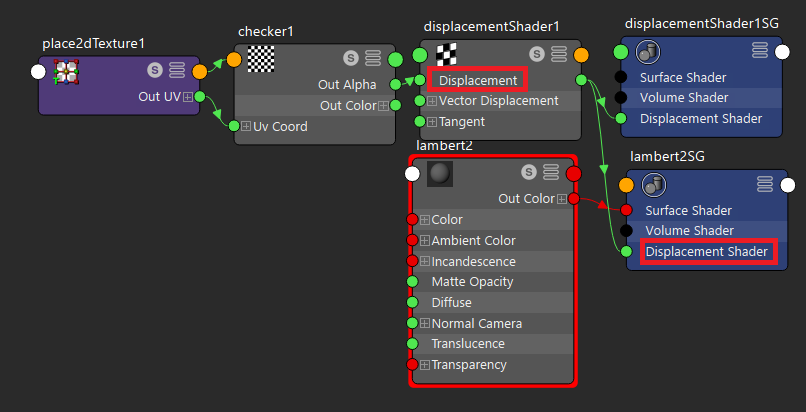 place2dTexture1
S
Out UV
checker1
S
Out Alpha
Out Color
Uv Coord
displacementShader1
S
Displacement
Vector Displacement
Tangent
lambert2
S
Out Color
Color
Ambient Color
Incandescence
Matte Opacity
Diffuse
Normal Camera
Translucence
Transparency
displacementShader1SG
Surface Shader
Volume Shader
Displacement Shader
lambert2SG
Surface Shader
Volume Shader
Displacement Shader